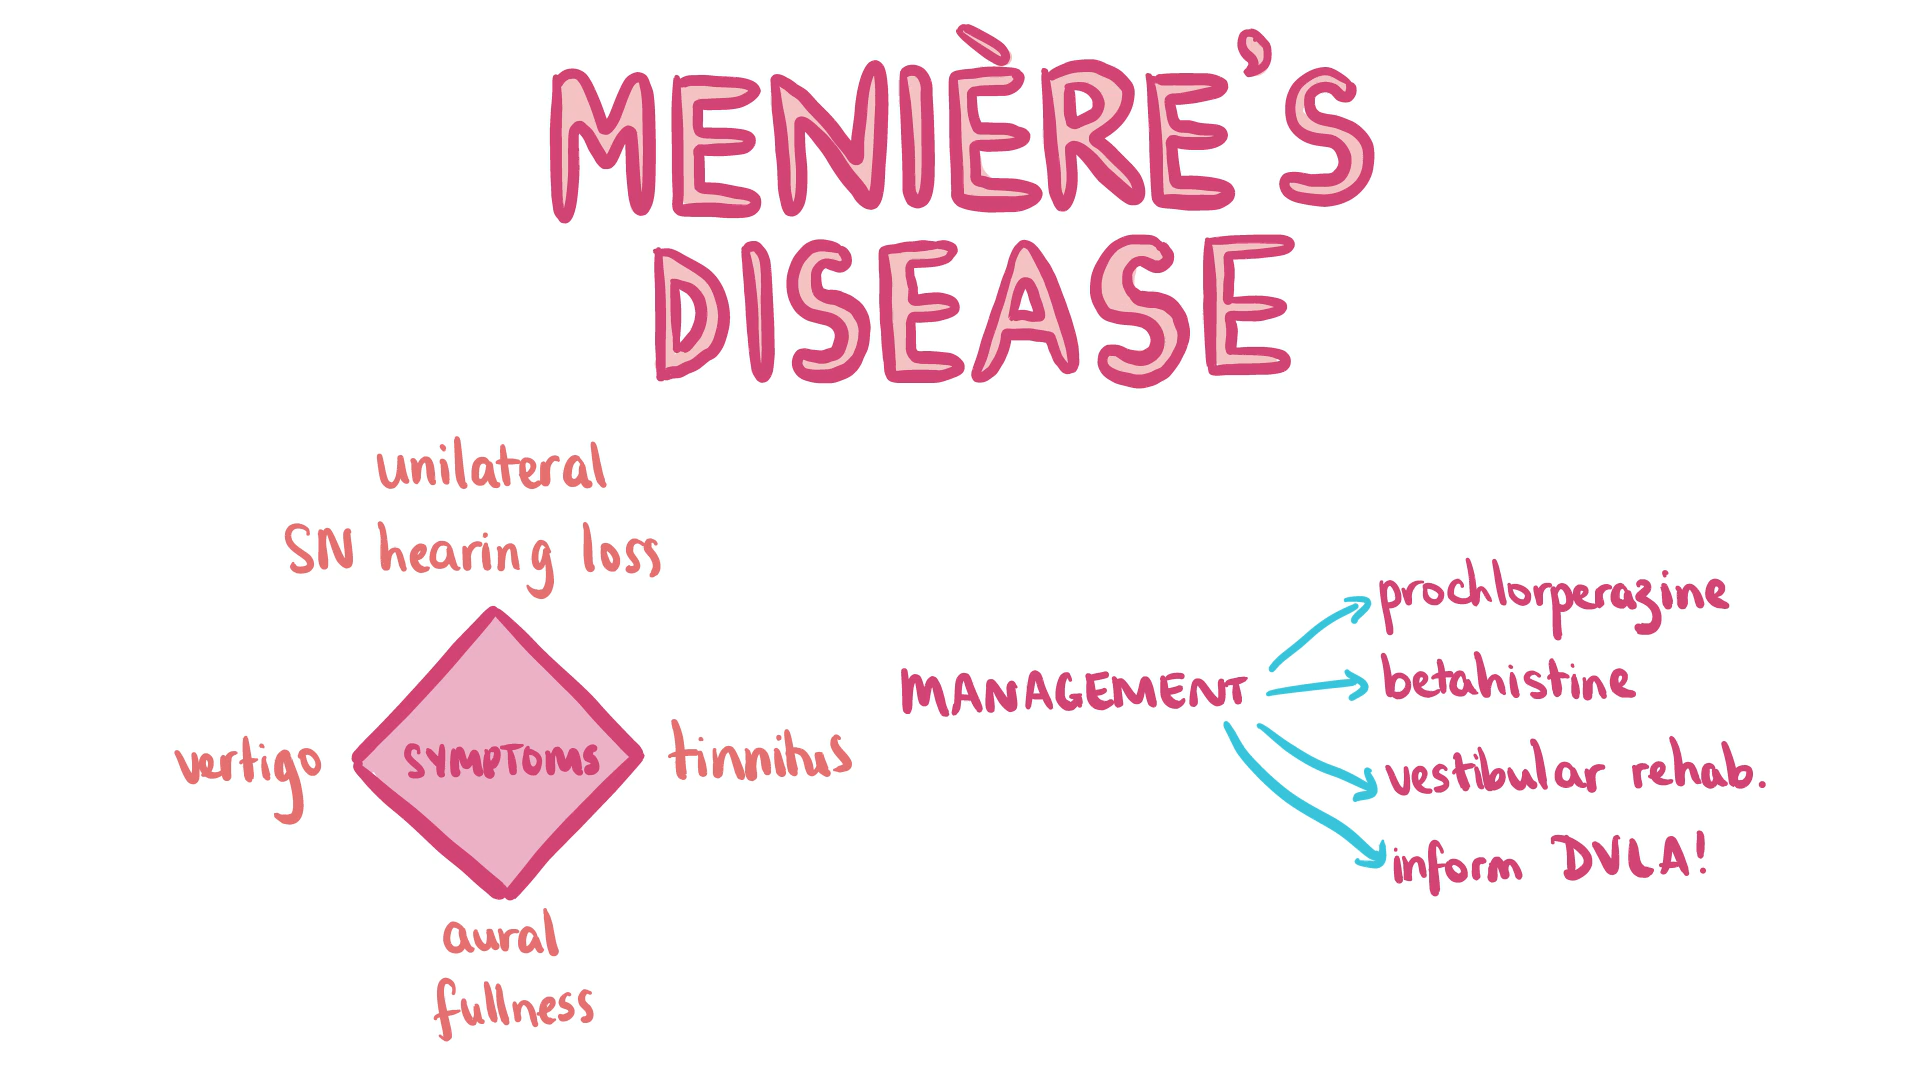 MENIÈRE'S
DISEASE
unilateral
SN hearing loss
vertigo
SYMPTOMS
tinnitus
aural
fullness
MANAGEMENT
prochlorperazine
betahistine
vestibular rehab.
inform DVLA!